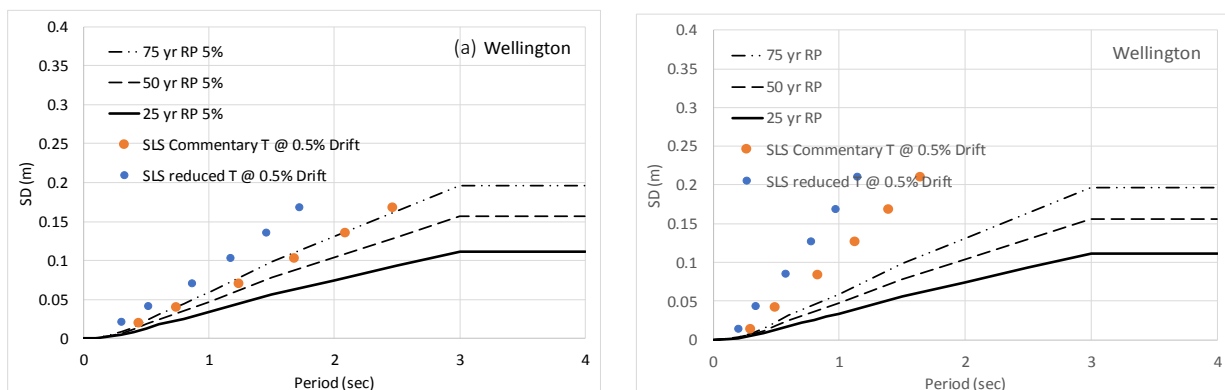 0.4
0.35
0.3
0.25
0.2
0.15
0.1
0.05
0
SD (m)
75 yr RP 5%
50 yr RP 5%
25 yr RP 5%
SLS Commentary T @ 0.5% Drift
SLS reduced T @ 0.5% Drift
(a) Wellington
0 1 2 3 4
Period (sec)
0.4
0.35
0.3
0.25
0.2
0.15
0.1
0.05
0
SD (m)
75 yr RP
50 yr RP
25 yr RP
SLS Commentary T @ 0.5% Drift
SLS reduced T @ 0.5% Drift
Wellington
0 1 2 3 4
Period (sec)